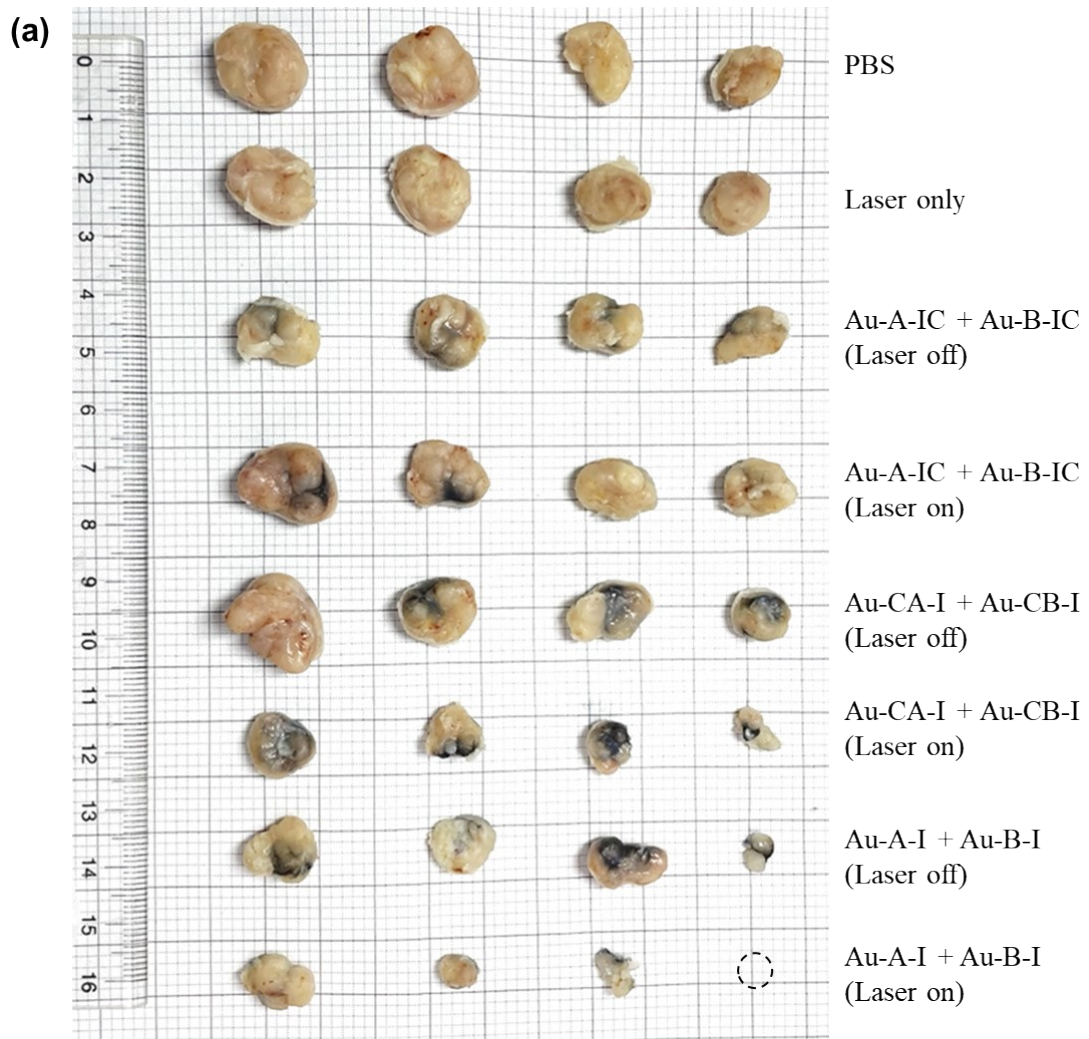 (a)
0
1
2
3
4
5
6
7
8
9
10
11
12
13
14
15
16
PBS
Laser only
Au-A-IC + Au-B-IC
(Laser off)
Au-A-IC + Au-B-IC
(Laser on)
Au-CA-I + Au-CB-I
(Laser off)
Au-CA-I + Au-CB-I
(Laser on)
Au-A-I + Au-B-I
(Laser off)
Au-A-I + Au-B-I
(Laser on)